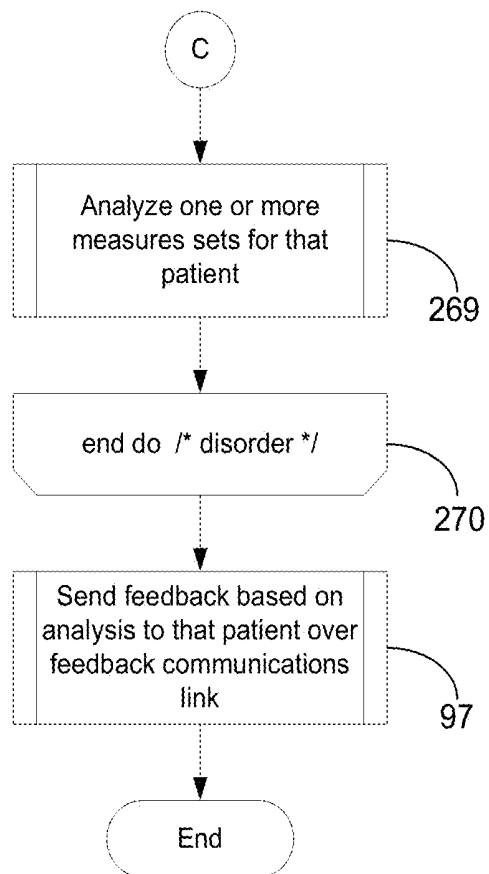 C
Analyze one or more
measures sets for that
patient
269
end do /* disorder */
270
Send feedback based on
analysis to that patient over
feedback communications
link
97
End